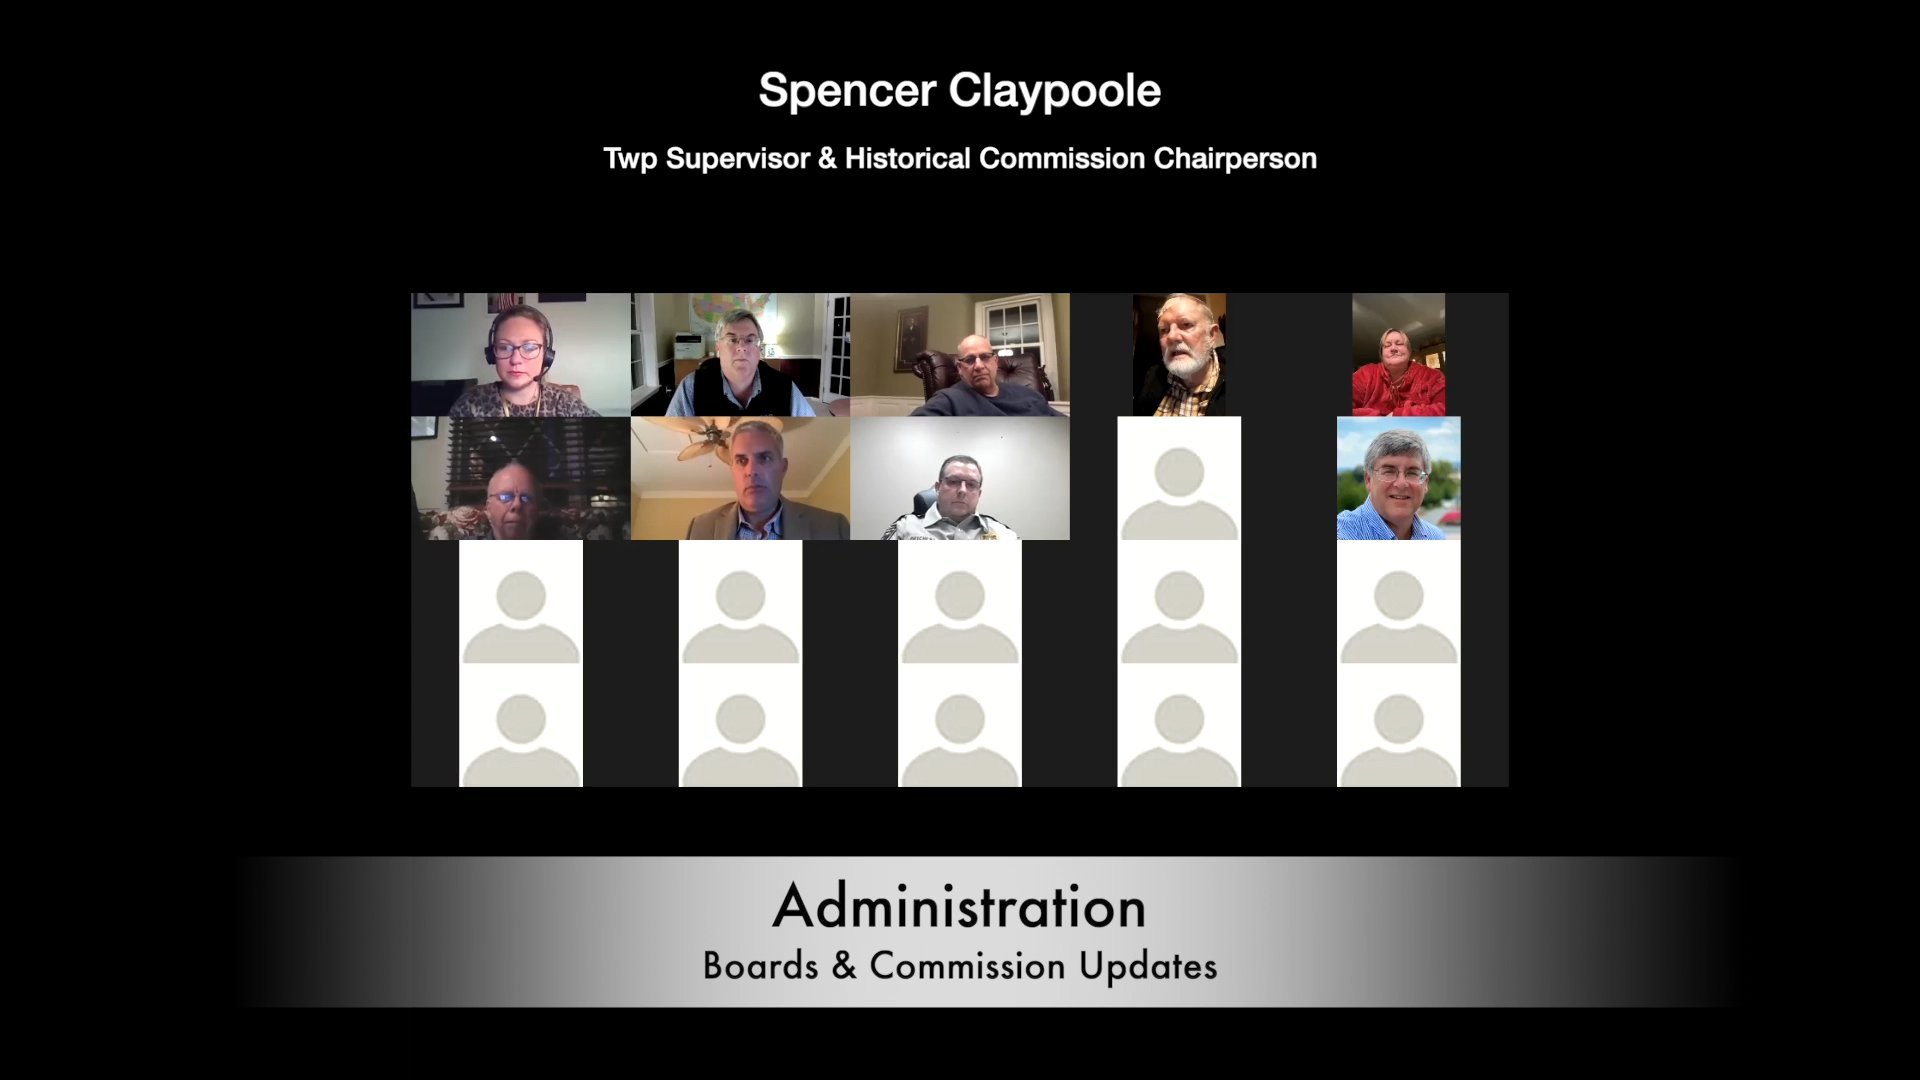 Spencer Claypoole
Twp Supervisor & Historical Commission Chairperson
Administration
Boards & Commission Updates